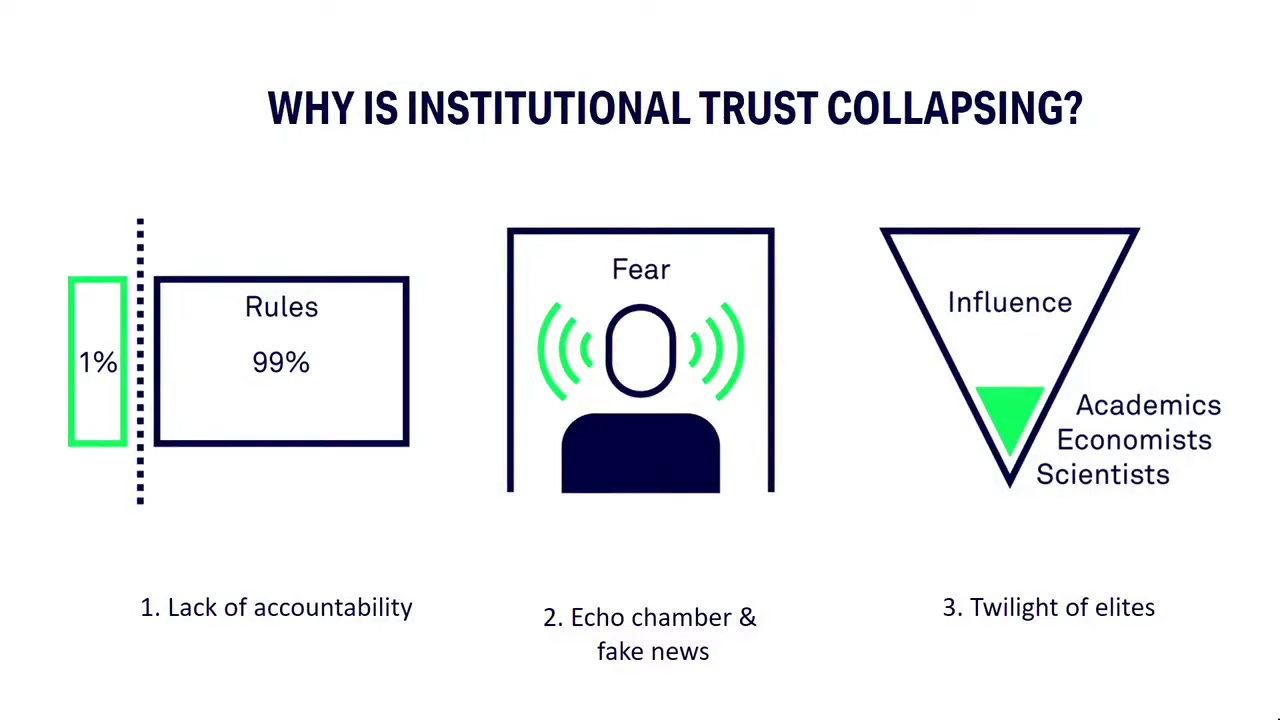 WHY IS INSTITUTIONAL TRUST COLLAPSING?
1%
Rules
99%
Fear
Influence
Academics
Economists
Scientists
1. Lack of accountability
2. Echo chamber &
fake news
3. Twilight of elites